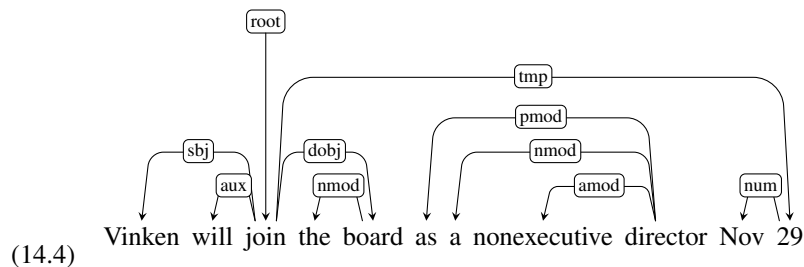 root
tmp
pmod
sbj dobj nmod
aux nmod amod num
Vinken will join the board as a nonexecutive director Nov 29
(14.4)